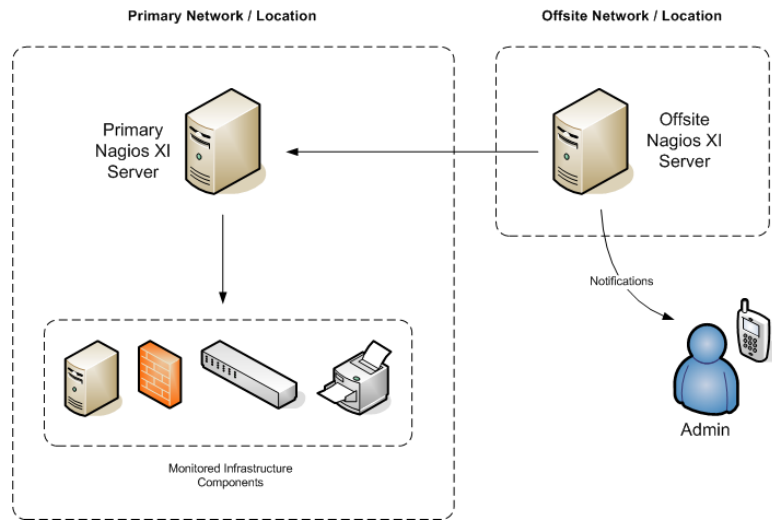 Primary Network / Location
Offsite Network / Location
Primary
Nagios XI
Server
Offsite
Nagios XI
Server
Notifications
Admin
Monitored Infrastructure
Components